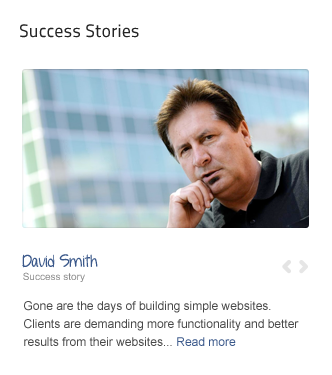 Success Stories
David Smith
Success story
Gone are the days of building simple websites.
Clients are demanding more functionality and better
results from their websites... Read more